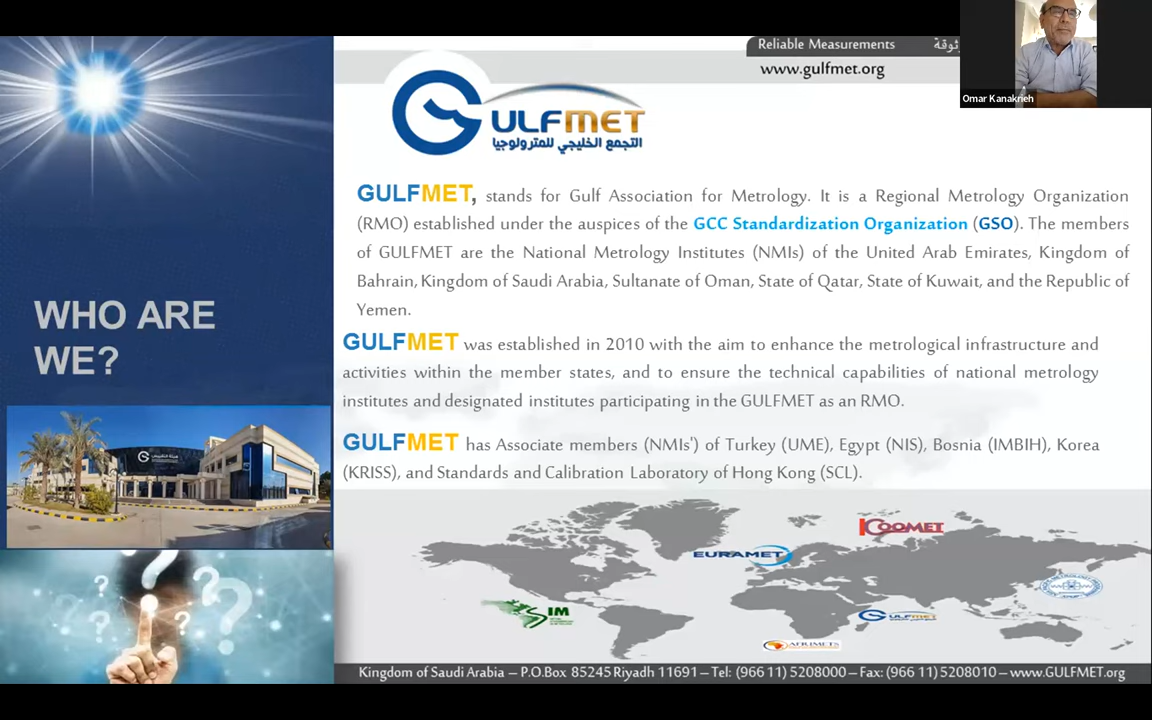 Reliable Measurements
www.gulfmet.org
Omar Kanakrieh
GULFMET
التجمع الخليجي للمترولوجيا
GULFMET, stands for Gulf Association for Metrology. It is a Regional Metrology Organization
(RMO) established under the auspices of the GCC Standardization Organization (GSO). The members
of GULFMET are the National Metrology Institutes (NMIs) of the United Arab Emirates, Kingdom of
Bahrain, Kingdom of Saudi Arabia, Sultanate of Oman, State of Qatar, State of Kuwait, and the Republic of
Yemen.
WHO ARE
WE?
GULFMET was established in 2010 with the aim to enhance the metrological infrastructure and
activities within the member states, and to ensure the technical capabilities of national metrology
institutes and designated institutes participating in the GULFMET as an RMO.
GULFMET has Associate members (NMIs') of Turkey (UME), Egypt (NIS), Bosnia (IMBIH), Korea
(KRISS), and Standards and Calibration Laboratory of Hong Kong (SCL).
COOMET
EURAMET
SIM
GULFMET
AFRIMETS
Kingdom of Saudi Arabia – P.O.Box 85245 Riyadh 11691 – Tel: (966 11) 5208000 – Fax: (966 11) 5208010 – www.GULFMET.org